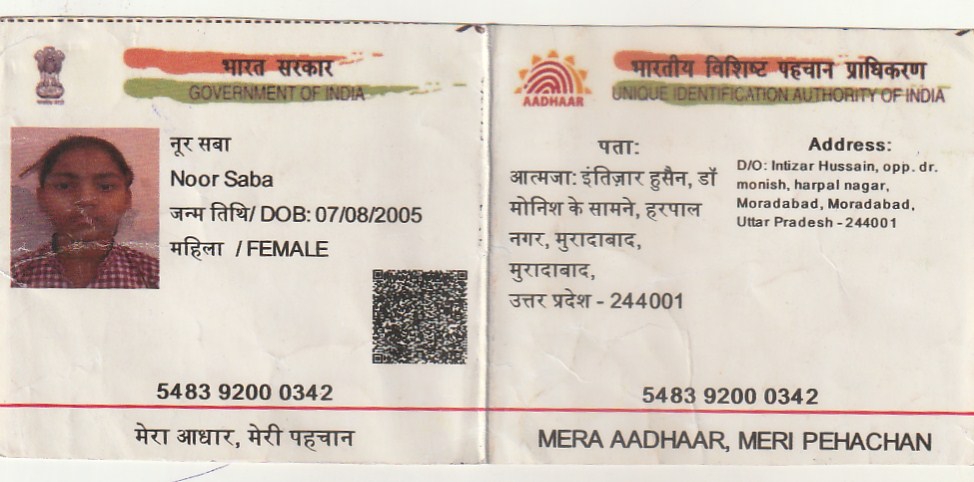 भारत सरकार
GOVERNMENT OF INDIA
नूर सबा
Noor Saba
जन्म तिथि/ DOB: 07/08/2005
महिला / FEMALE
5483 9200 0342
मेरा आधार, मेरी पहचान
AADHAAR
भारतीय विशिष्ट पहचान प्राधिकरण
UNIQUE IDENTIFICATION AUTHORITY OF INDIA
पता:
आत्मजा: इंतिज़ार हुसैन, डॉ
मोनिश के सामने, हरपाल
नगर, मुरादाबाद,
मुरादाबाद,
उत्तर प्रदेश - 244001
Address:
D/O: Intizar Hussain, opp. dr.
monish, harpal nagar,
Moradabad, Moradabad,
Uttar Pradesh - 244001
5483 9200 0342
MERA AADHAAR, MERI PEHACHAN